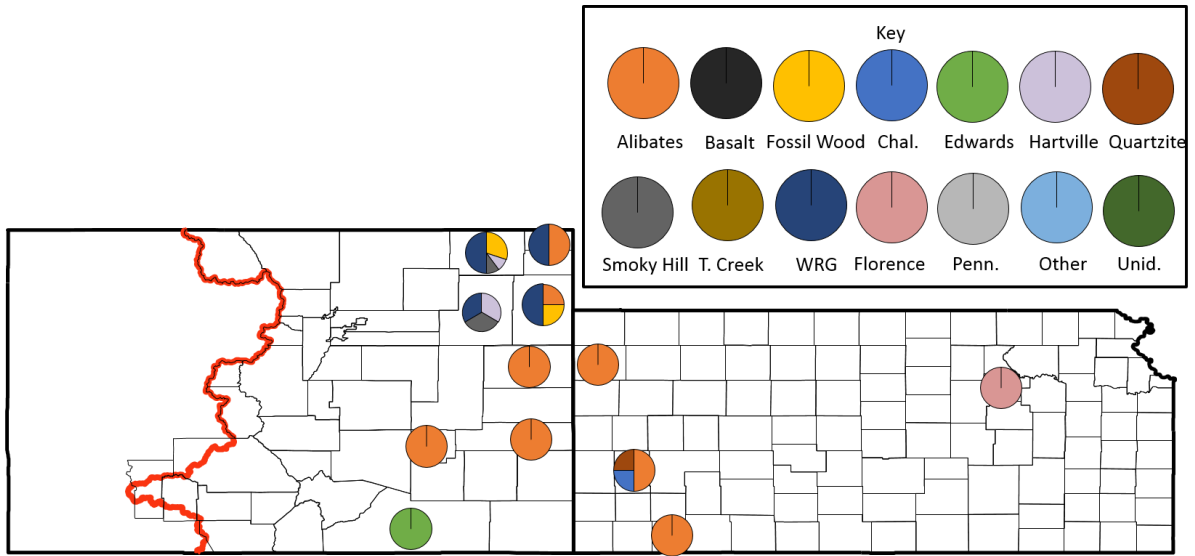 Key
Alibates Basalt Fossil Wood Chal. Edwards Hartville Quartzite
Smoky Hill T. Creek WRG Florence Penn. Other Unid.